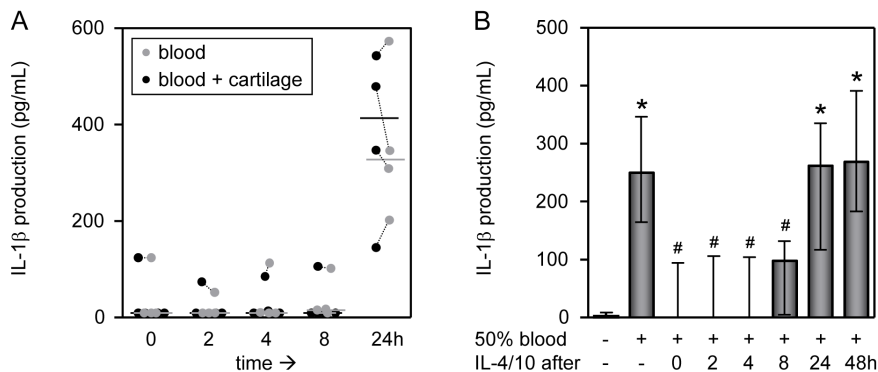 A
IL-1β production (pg/mL)
600
400
200
0
blood
blood + cartilage
0 2 4 8 24h
time →
B
IL-1β production (pg/mL)
500
400
300
200
100
0
* # # # # * *
50% blood - + + + + + + +
IL-4/10 after - - 0 2 4 8 24 48h